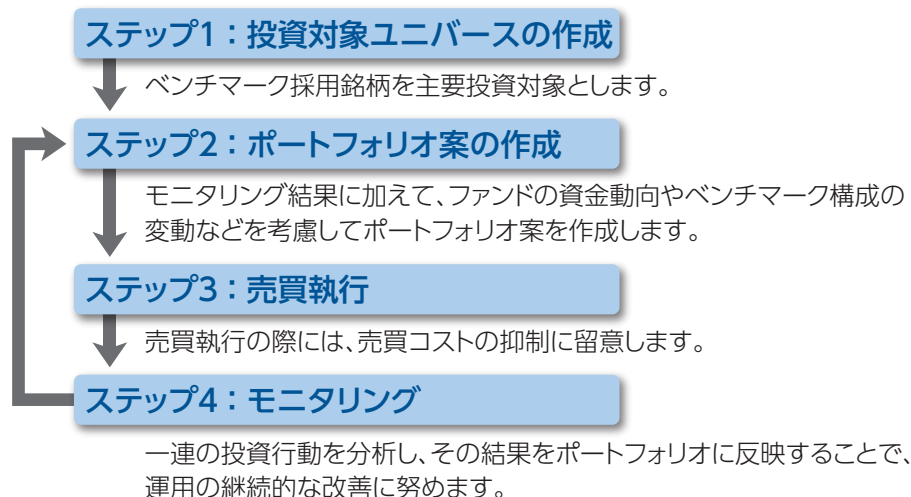 ステップ1：投資対象ユニバースの作成
ベンチマーク採用銘柄を主要投資対象とします。
ステップ2：ポートフォリオ案の作成
モニタリング結果に加えて、ファンドの資金動向やベンチマーク構成の
変動などを考慮してポートフォリオ案を作成します。
ステップ3：売買執行
売買執行の際には、売買コストの抑制に留意します。
ステップ4：モニタリング
一連の投資行動を分析し、その結果をポートフォリオに反映することで、
運用の継続的な改善に努めます。